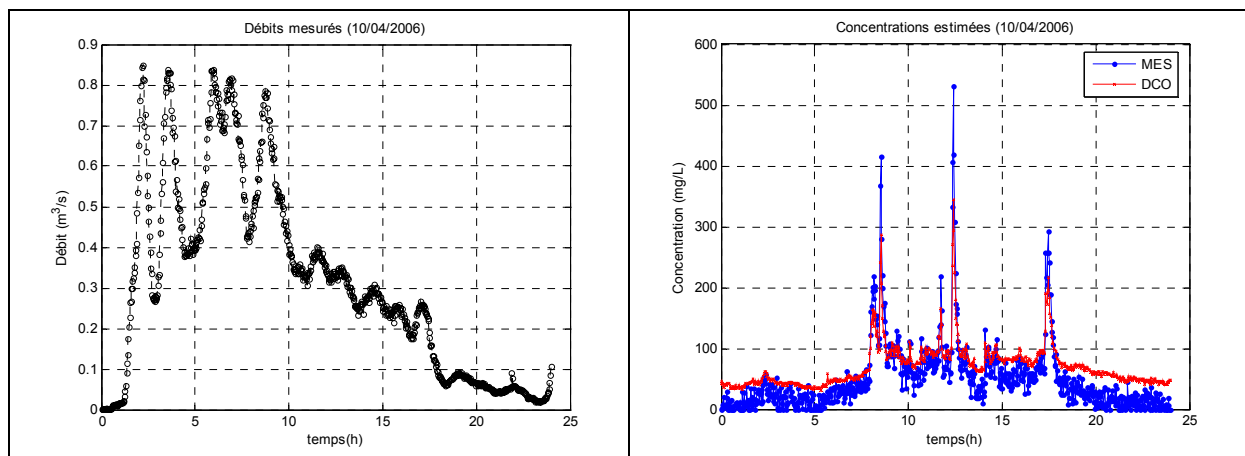 Débits mesurés (10/04/2006)
0.9
0.8
0.7
0.6
0.5
0.4
0.3
0.2
0.1
0
Débit (m³/s)
0 5 10 15 20 25
temps(h)
Concentrations estimées (10/04/2006)
600
500
400
300
200
100
0
Concentration (mg/L)
MES
DCO
0 5 10 15 20 25
temps(h)